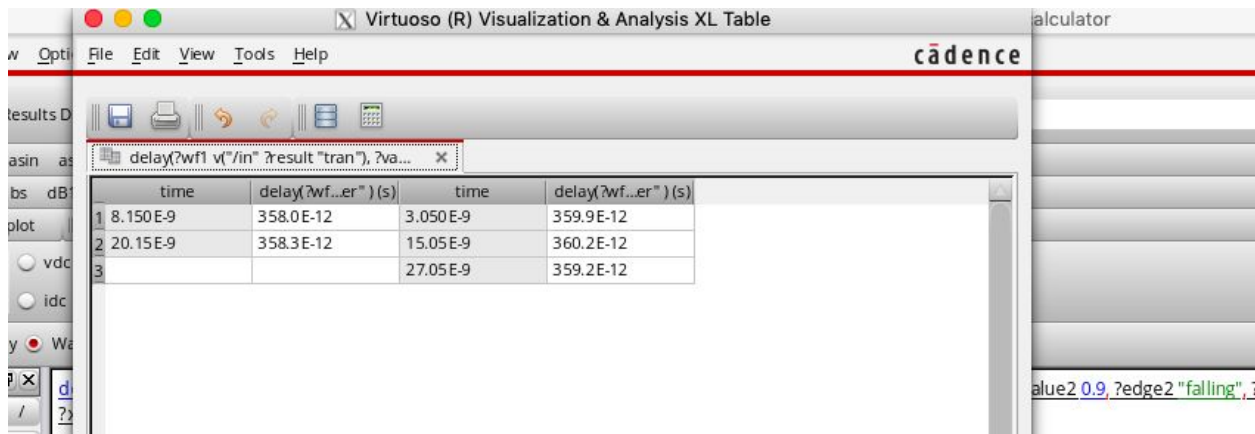 Virtuoso (R) Visualization & Analysis XL Table
alculator
w Opti File Edit View Tools Help cādence
Results D
asin as delay(?wf1 v("/in" ?result "tran"), ?va... ×
bs dB time delay(?wf...er" ) (s) time delay(?wf...er" ) (s)
plot 1 8.150E-9 358.0E-12 3.050E-9 359.9E-12
2 20.15E-9 358.3E-12 15.05E-9 360.2E-12
vdc 3 27.05E-9 359.2E-12
idc
y Wa
d alue2 0.9, ?edge2 "falling", ?
/ ?x